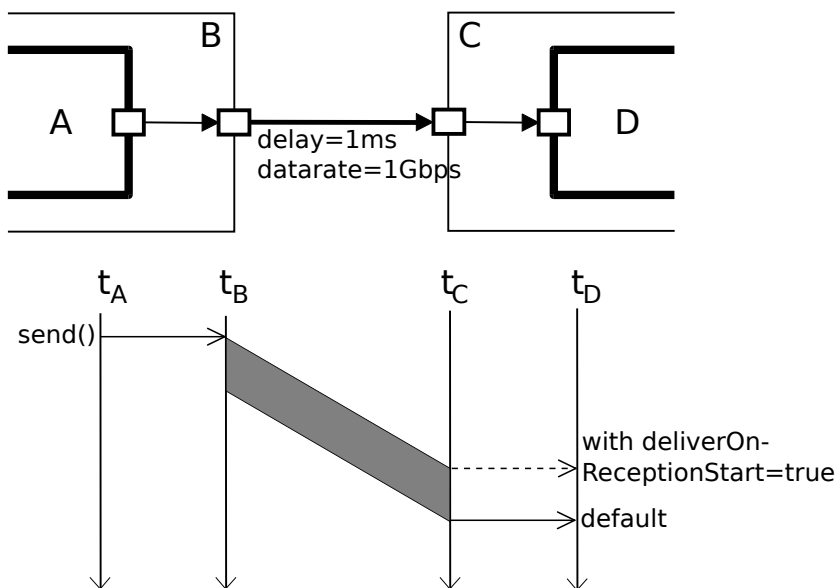 B
C
A
D
delay=1ms
datarate=1Gbps
tA
tB
tC
tD
send()
with deliverOn-
ReceptionStart=true
default